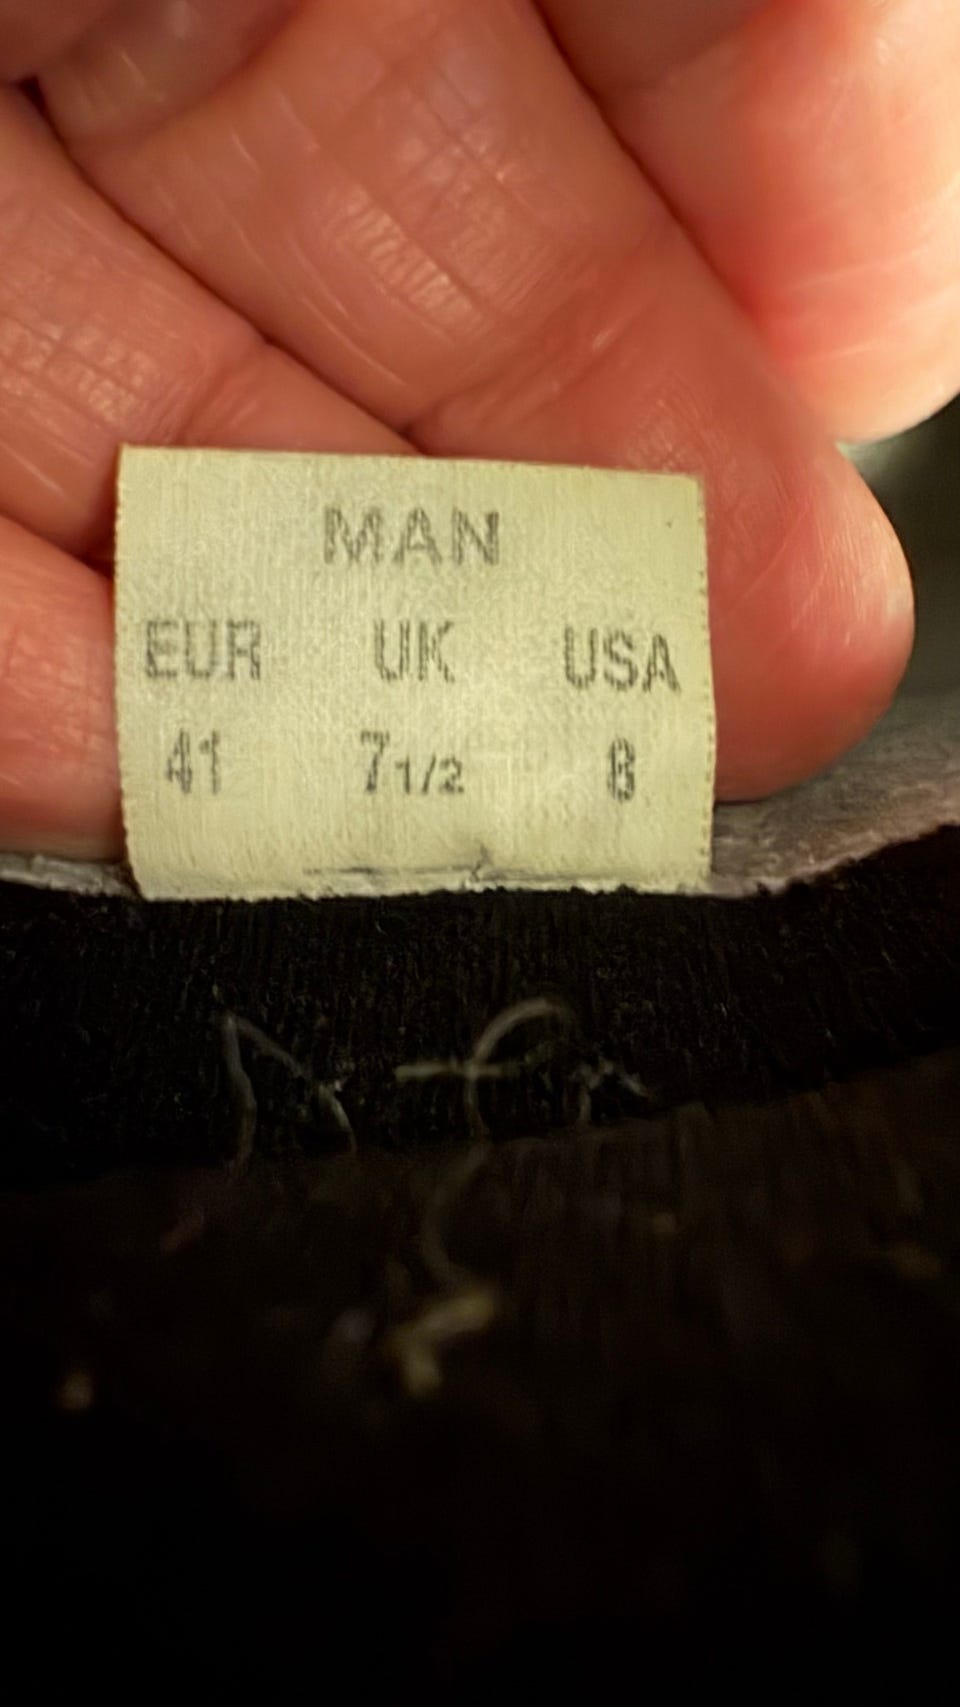 MAN
EUR UK USA
41 7 1/2 8